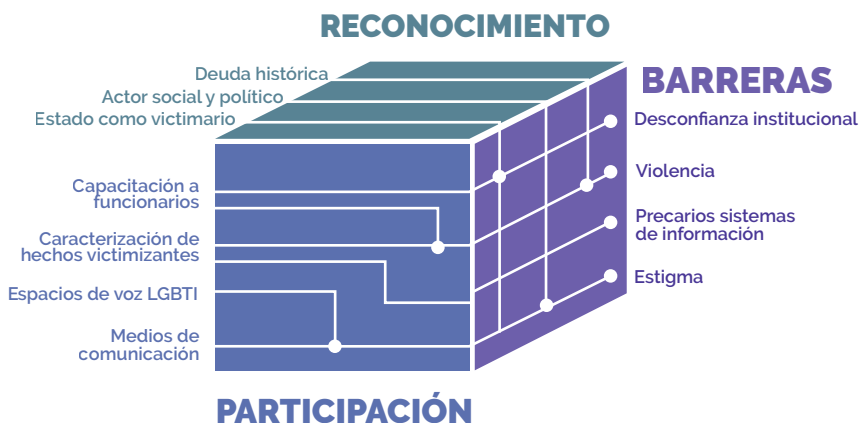 RECONOCIMIENTO
Deuda histórica
Actor social y político
Estado como victimario
BARRERAS
Desconfianza institucional
Violencia
Precarios sistemas
de información
Estigma
Capacitación a
funcionarios
Caracterización de
hechos victimizantes
Espacios de voz LGBTI
Medios de
comunicación
PARTICIPACIÓN